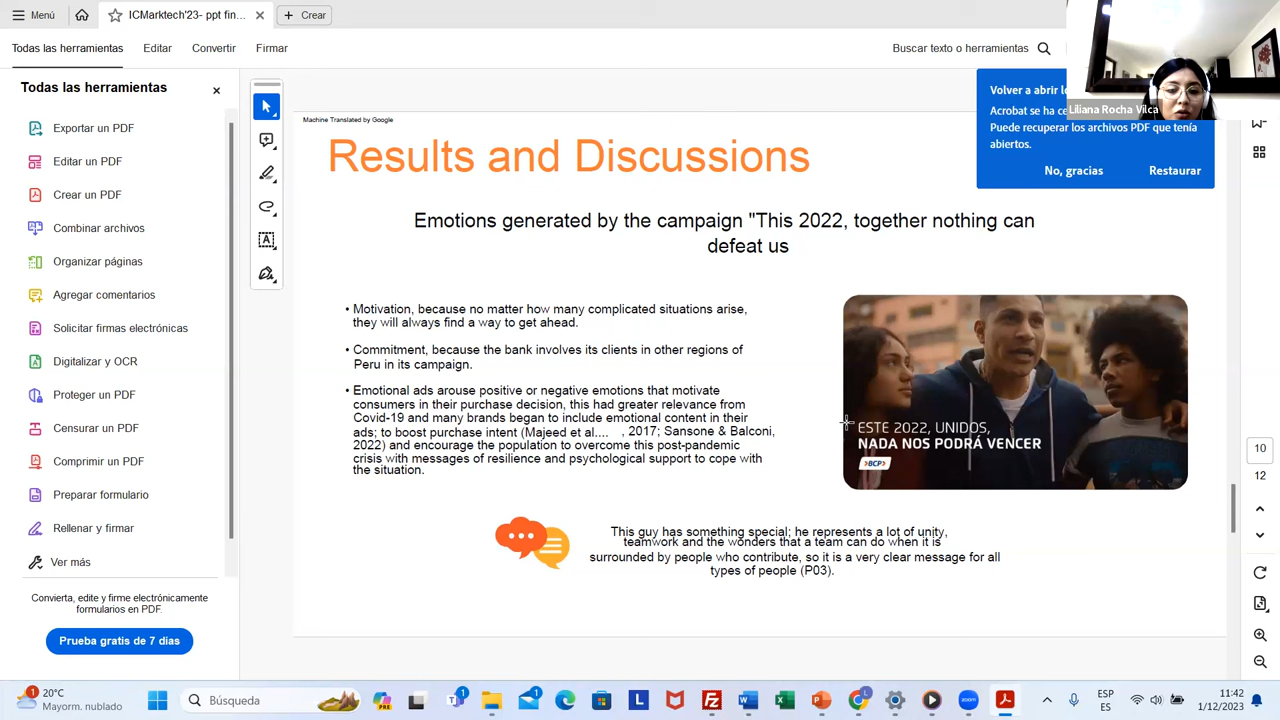 Menú
ICMarktech'23- ppt fin...
Crear
Todas las herramientas
Editar
Convertir
Firmar
Buscar texto o herramientas
Todas las herramientas
Exportar un PDF
Editar un PDF
Crear un PDF
Combinar archivos
Organizar páginas
Agregar comentarios
Solicitar firmas electrónicas
Digitalizar y OCR
Proteger un PDF
Censurar un PDF
Comprimir un PDF
Preparar formulario
Rellenar y firmar
Ver más
Convierta, edite y firme electrónicamente
formularios en PDF.
Prueba gratis de 7 días
Machine Translated by Google
Results and Discussions
Emotions generated by the campaign "This 2022, together nothing can
defeat us
• Motivation, because no matter how many complicated situations arise,
they will always find a way to get ahead.
• Commitment, because the bank involves its clients in other regions of
Peru in its campaign.
• Emotional ads arouse positive or negative emotions that motivate
consumers in their purchase decision, this had greater relevance from
Covid-19 and many brands began to include emotional content in their
ads; to boost purchase intent (Majeed et al.... , 2017; Sansone & Balconi,
2022) and encourage the population to overcome this post-pandemic
crisis with messages of resilience and psychological support to cope with
the situation.
ESTE 2022, UNIDOS,
NADA NOS PODRÁ VENCER
BCP
This guy has something special; he represents a lot of unity,
teamwork and the wonders that a team can do when it is
surrounded by people who contribute, so it is a very clear message for all
types of people (P03).
Volver a abrir
Acrobat se ha
Puede recuperar los archivos PDF que tenía
abiertos.
No, gracias
Restaurar
Liliana Rocha Vilca
10
12
1
20°C
Mayorm. nublado
Búsqueda
PRE
1
1
ESP
ES
11:42
1/12/2023